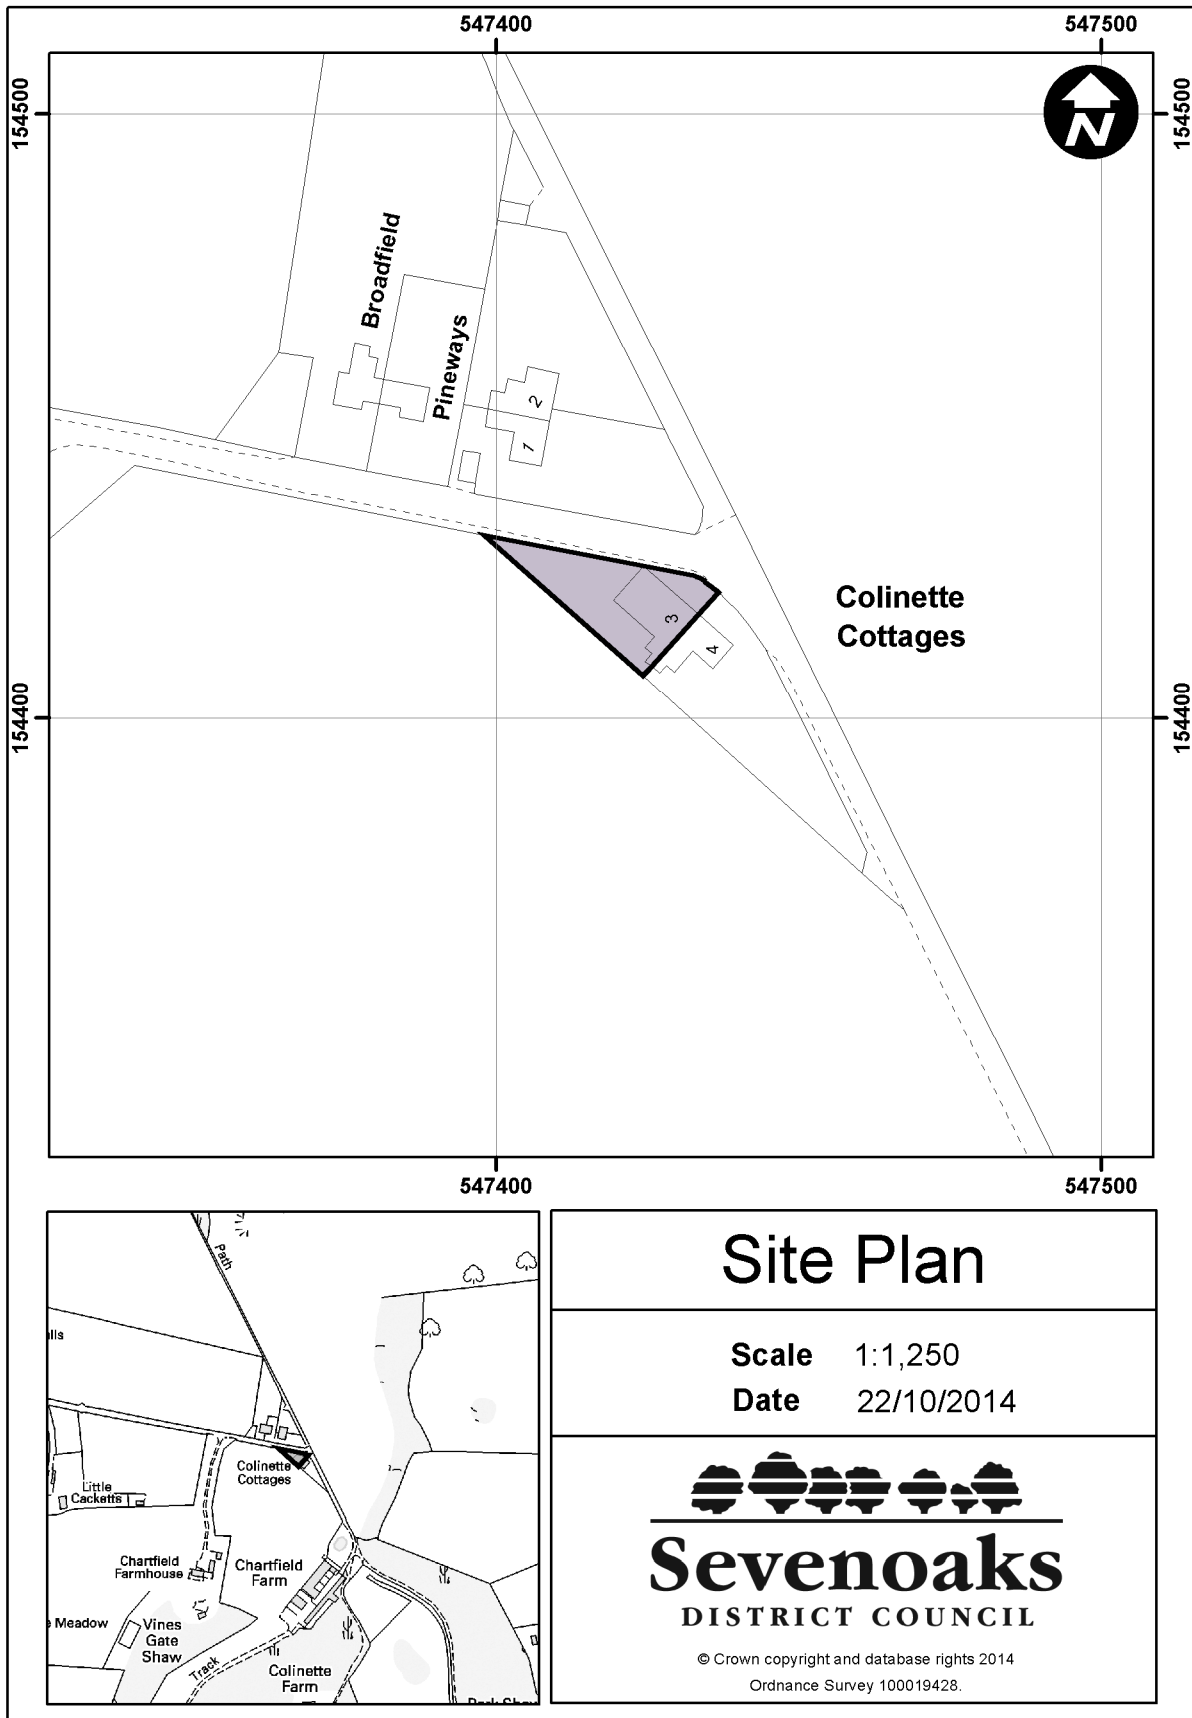 547400
547500
154500
154500
N
Broadfield
Pineways
2
1
3
4
Colinette
Cottages
154400
154400
547400
547500
Path
Colinette
Cottages
Little
Cacketts
Chartfield
Farmhouse
Chartfield
Farm
Meadow
Vines
Gate
Shaw
Track
Colinette
Farm
Site Plan
Scale 1:1,250
Date 22/10/2014
Sevenoaks
DISTRICT COUNCIL
© Crown copyright and database rights 2014
Ordnance Survey 100019428.